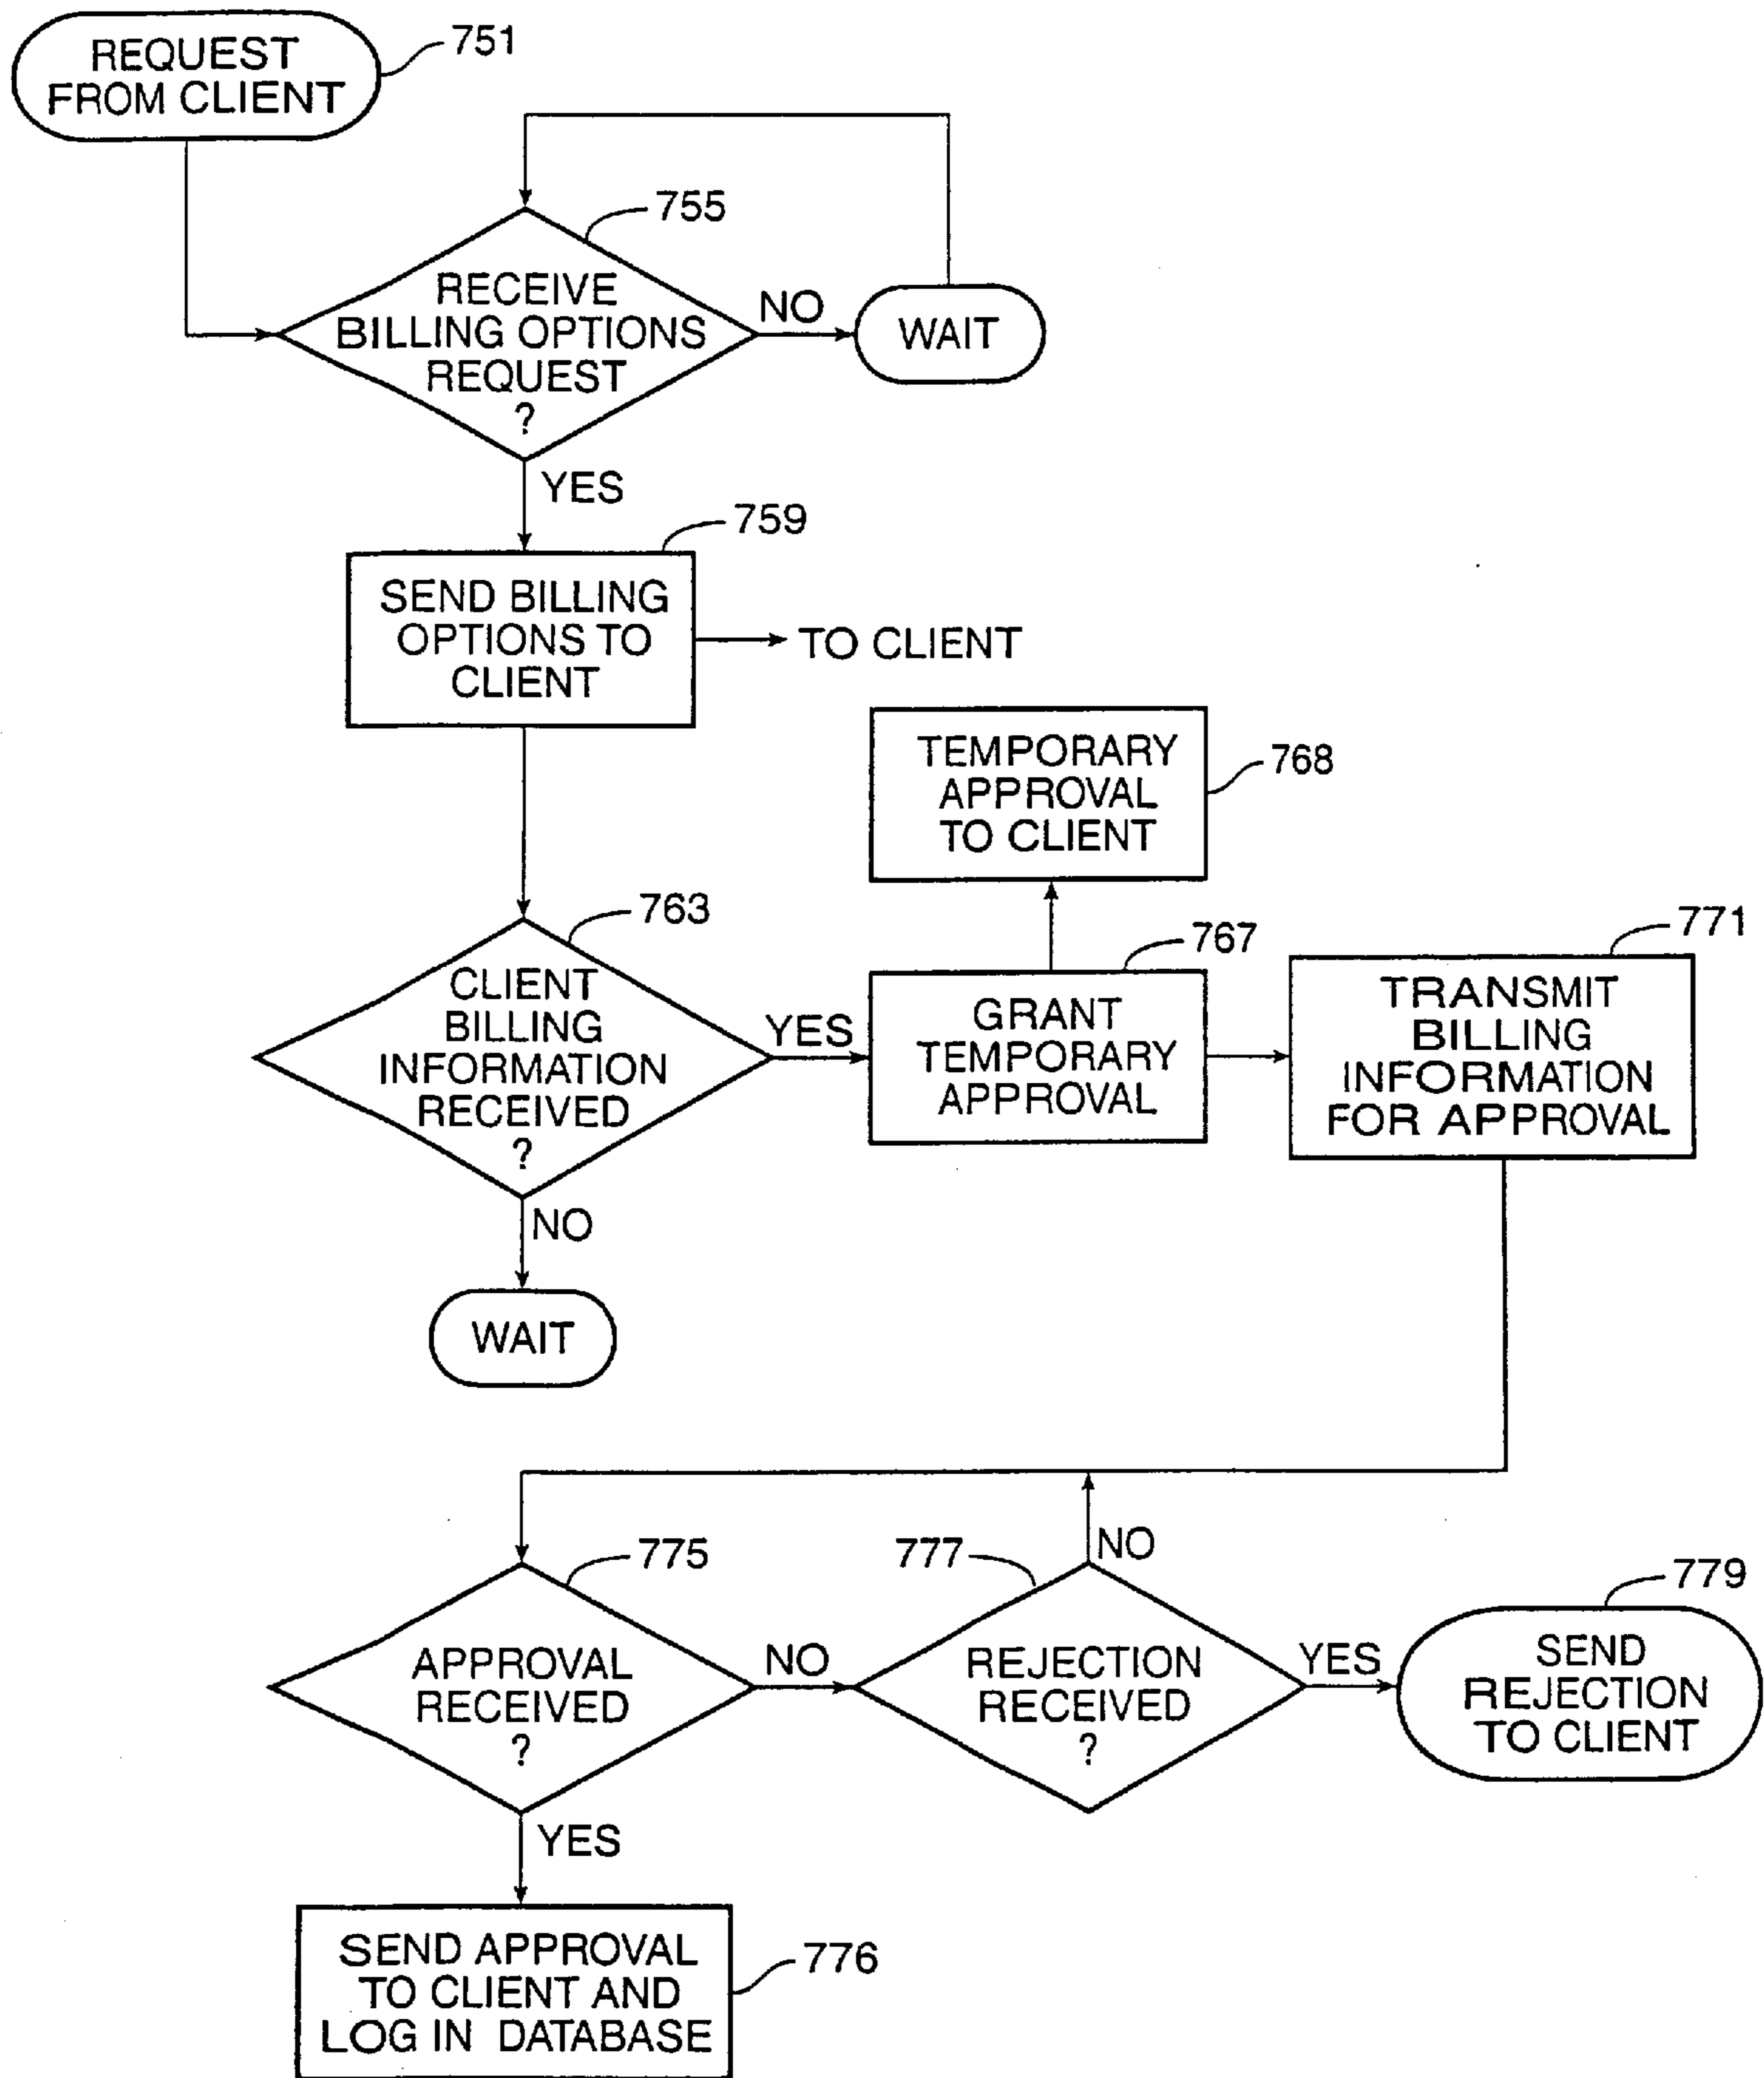 REQUEST
FROM CLIENT
751
755
RECEIVE
BILLING OPTIONS
REQUEST
?
NO
WAIT
YES
759
SEND BILLING
OPTIONS TO
CLIENT
TO CLIENT
TEMPORARY
APPROVAL
TO CLIENT
768
763
CLIENT
BILLING
INFORMATION
RECEIVED
?
YES
767
GRANT
TEMPORARY
APPROVAL
771
TRANSMIT
BILLING
INFORMATION
FOR APPROVAL
NO
WAIT
775
APPROVAL
RECEIVED
?
NO
777
NO
REJECTION
RECEIVED
?
YES
779
SEND
REJECTION
TO CLIENT
YES
SEND APPROVAL
TO CLIENT AND
LOG IN DATABASE
776